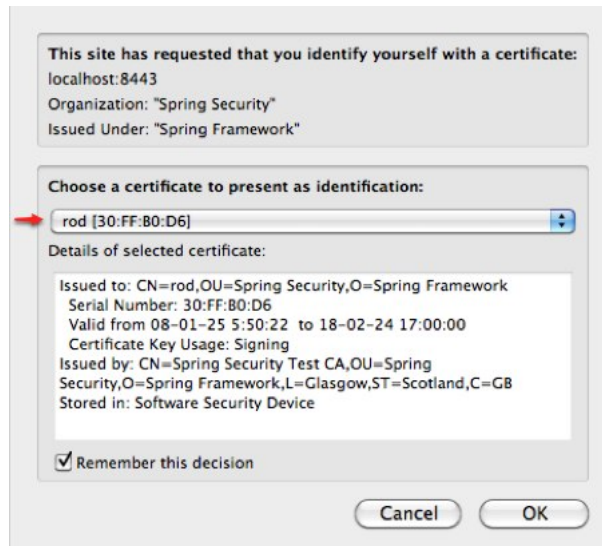 This site has requested that you identify yourself with a certificate:
localhost:8443
Organization: "Spring Security"
Issued Under: "Spring Framework"
Choose a certificate to present as identification:
rod [30:FF:B0:D6]
Details of selected certificate:
Issued to: CN=rod,OU=Spring Security,O=Spring Framework
Serial Number: 30:FF:B0:D6
Valid from 08-01-25 5:50:22 to 18-02-24 17:00:00
Certificate Key Usage: Signing
Issued by: CN=Spring Security Test CA,OU=Spring
Security,O=Spring Framework,L=Glasgow,ST=Scotland,C=GB
Stored in: Software Security Device
Remember this decision
Cancel OK